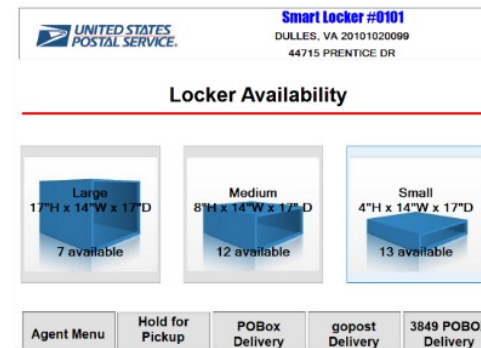 UNITED STATES
POSTAL SERVICE.
Smart Locker #0101
DULLES, VA 20101020099
44715 PRENTICE DR
Locker Availability
Large
17"H x 14"W x 17"D
7 available
Medium
8"H x 14"W x 17"D
12 available
Small
4"H x 14"W x 17"D
13 available
Agent Menu
Hold for
Pickup
POBox
Delivery
gopost
Delivery
3849 POBO
Delivery